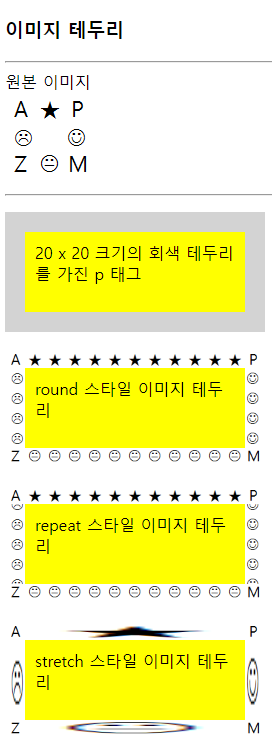 이미지 테두리
원본 이미지
A ★ P
☹ ☺
Z 😐 M
20 x 20 크기의 회색 테두리
를 가진 p 태그
A ★ ★ ★ ★ ★ ★ ★ ★ ★ ★ ★ P
round 스타일 이미지 테두
리
Z 😐 😐 😐 😐 😐 😐 😐 😐 😐 😐 😐 M
A ★ ★ ★ ★ ★ ★ ★ ★ ★ ★ ★ P
repeat 스타일 이미지 테두
리
Z 😐 😐 😐 😐 😐 😐 😐 😐 😐 😐 😐 M
A P
stretch 스타일 이미지 테두
리
Z M